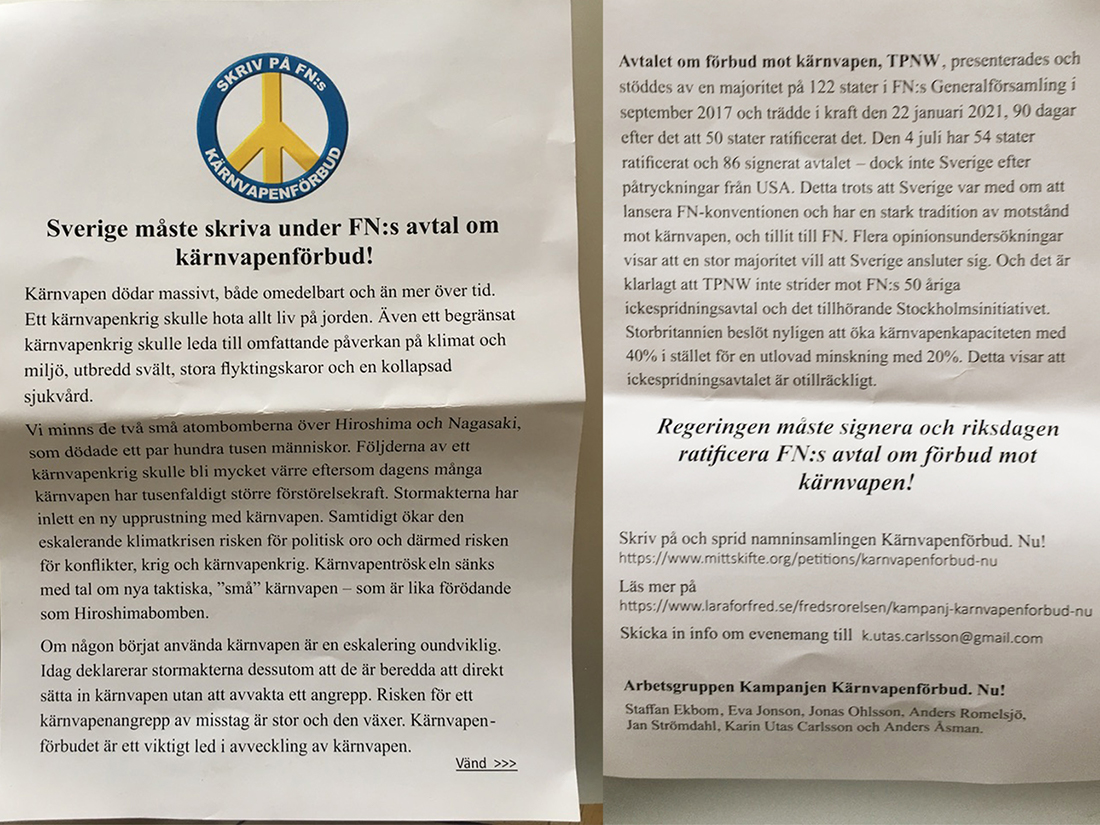 SKRIV PÅ FN:s
KÄRNVAPENFÖRBUD
Sverige måste skriva under FN:s avtal om
kärnvapenförbud!
Kärnvapen dödar massivt, både omedelbart och än mer över tid.
Ett kärnvapenkrig skulle hota allt liv på jorden. Även ett begränsat
kärnvapenkrig skulle leda till omfattande påverkan på klimat och
miljö, utbredd svält, stora flyktingskaror och en kollapsad
sjukvård.
Vi minns de två små atombomberna över Hiroshima och Nagasaki,
som dödade ett par hundra tusen människor. Följderna av ett
kärnvapenkrig skulle bli mycket värre eftersom dagens många
kärnvapen har tusenfaldigt större förstörelsekraft. Stormakterna har
inlett en ny upprustning med kärnvapen. Samtidigt ökar den
eskalerande klimatkrisen risken för politisk oro och därmed risken
för konflikter, krig och kärnvapenkrig. Kärnvapentrösk eln sänks
med tal om nya taktiska, ”små” kärnvapen – som är lika förödande
som Hiroshimabomben.
Om någon börjat använda kärnvapen är en eskalering oundviklig.
Idag deklarerar stormakterna dessutom att de är beredda att direkt
sätta in kärnvapen utan att avvakta ett angrepp. Risken för ett
kärnvapenangrepp av misstag är stor och den växer. Kärnvapen-
förbudet är ett viktigt led i avveckling av kärnvapen.
Vänd >>>
Avtalet om förbud mot kärnvapen, TPNW, presenterades och
stöddes av en majoritet på 122 stater i FN:s Generalförsamling i
september 2017 och trädde i kraft den 22 januari 2021, 90 dagar
efter det att 50 stater ratificerat det. Den 4 juli har 54 stater
ratificerat och 86 signerat avtalet – dock inte Sverige efter
påtryckningar från USA. Detta trots att Sverige var med om att
lansera FN-konventionen och har en stark tradition av motstånd
mot kärnvapen, och tillit till FN. Flera opinionsundersökningar
visar att en stor majoritet vill att Sverige ansluter sig. Och det är
klarlagt att TPNW inte strider mot FN:s 50 åriga
ickespridningsavtal och det tillhörande Stockholmsinitiativet.
Storbritannien beslöt nyligen att öka kärnvapenkapaciteten med
40% i stället för en utlovad minskning med 20%. Detta visar att
ickespridningsavtalet är otillräckligt.
Regeringen måste signera och riksdagen
ratificera FN:s avtal om förbud mot
kärnvapen!
Skriv på och sprid namninsamlingen Kärnvapenförbud. Nu!
https://www.mittskifte.org/petitions/karnvapenforbud-nu
Läs mer på
https://www.laraforfred.se/fredsrorelsen/kampanj-karnvapenforbud-nu
Skicka in info om evenemang till k.utas.carlsson@gmail.com
Arbetsgruppen Kampanjen Kärnvapenförbud. Nu!
Staffan Ekbom, Eva Jonson, Jonas Ohlsson, Anders Romelsjö,
Jan Strömdahl, Karin Utas Carlsson och Anders Åsman.